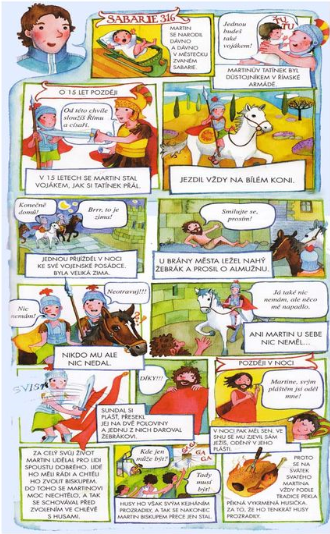 SABARIE 316
MARTIN
SE NARODIL
DÁVNO
A DÁVNO
V MĚSTEČKU
ZVANÉM
SABARIE.
Jednou
budeš
také
vojákem!
ŤU
ŤU
MARTINŮV TATÍNEK BYL
DŮSTOJNÍKEM V ŘÍMSKÉ
ARMÁDĚ.
O 15 LET POZDĚJI
Od této chvíle
sloužíš Římu
a císaři.
V 15 LETECH SE MARTIN STAL
VOJÁKEM, JAK SI TATÍNEK PŘÁL.
JEZDIL VŽDY NA BÍLÉM KONI.
Konečně
domů!
Brrr, to je
zima!
JEDNOU PŘIJÍŽDĚL V NOCI
KE SVÉ VOJENSKÉ POSÁDCE,
BYLA VELIKÁ ZIMA.
Smilujte se,
prosím!
U BRÁNY MĚSTA LEŽEL NAHÝ
ŽEBRÁK A PROSIL O ALMUŽNU.
Nic
nemám!
Neotravuj!!!
NIKDO MU ALE
NIC NEDAL.
Já také nic
nemám, ale něco
mě napadlo.
ANI MARTIN U SEBE
NIC NEMĚL...
SVIST
SUNDAL SI
PLÁŠŤ, PŘESEKL
JEJ NA DVĚ POLOVINY
A JEDNU Z NICH DAROVAL
ŽEBRÁKOVI.
DÍKY!!!
POZDĚJI V NOCI
Martine, svým
pláštěm jsi oděl
mne!
V NOCI PAK MĚL SEN. VE
SNU SE MU ZJEVIL SÁM
JEŽÍŠ, ODĚNÝ V JEHO
PLÁŠTI.
ZA CELÝ SVŮJ ŽIVOT
MARTIN UDĚLAL PRO LIDI
SPOUSTU DOBRÉHO. LIDÉ
HO MĚLI RÁDI A CHTĚLI
HO ZVOLIT BISKUPEM.
DO TOHO SE MARTINOVI
MOC NECHTĚLO, A TAK
SE SCHOVÁVAL PŘED
ZVOLENÍM VE CHLÉVĚ
S HUSAMI.
Kde jen
může být?
GA
GA
Tady
musí
být!
HUSY HO VŠAK SVÝM KEJHÁNÍM
PROZRADILY, A TAK SE NAKONEC
MARTIN BISKUPEM PŘECE JEN STAL.
PROTO
SE NA
SVÁTEK
SVATÉHO
MARTINA
VŽDY PODLE
TRADICE PEKLA
PĚKNÁ VYKRMENÁ HUSIČKA.
ZA TO, ŽE HO TENKRÁT HUSY
PROZRADILY.